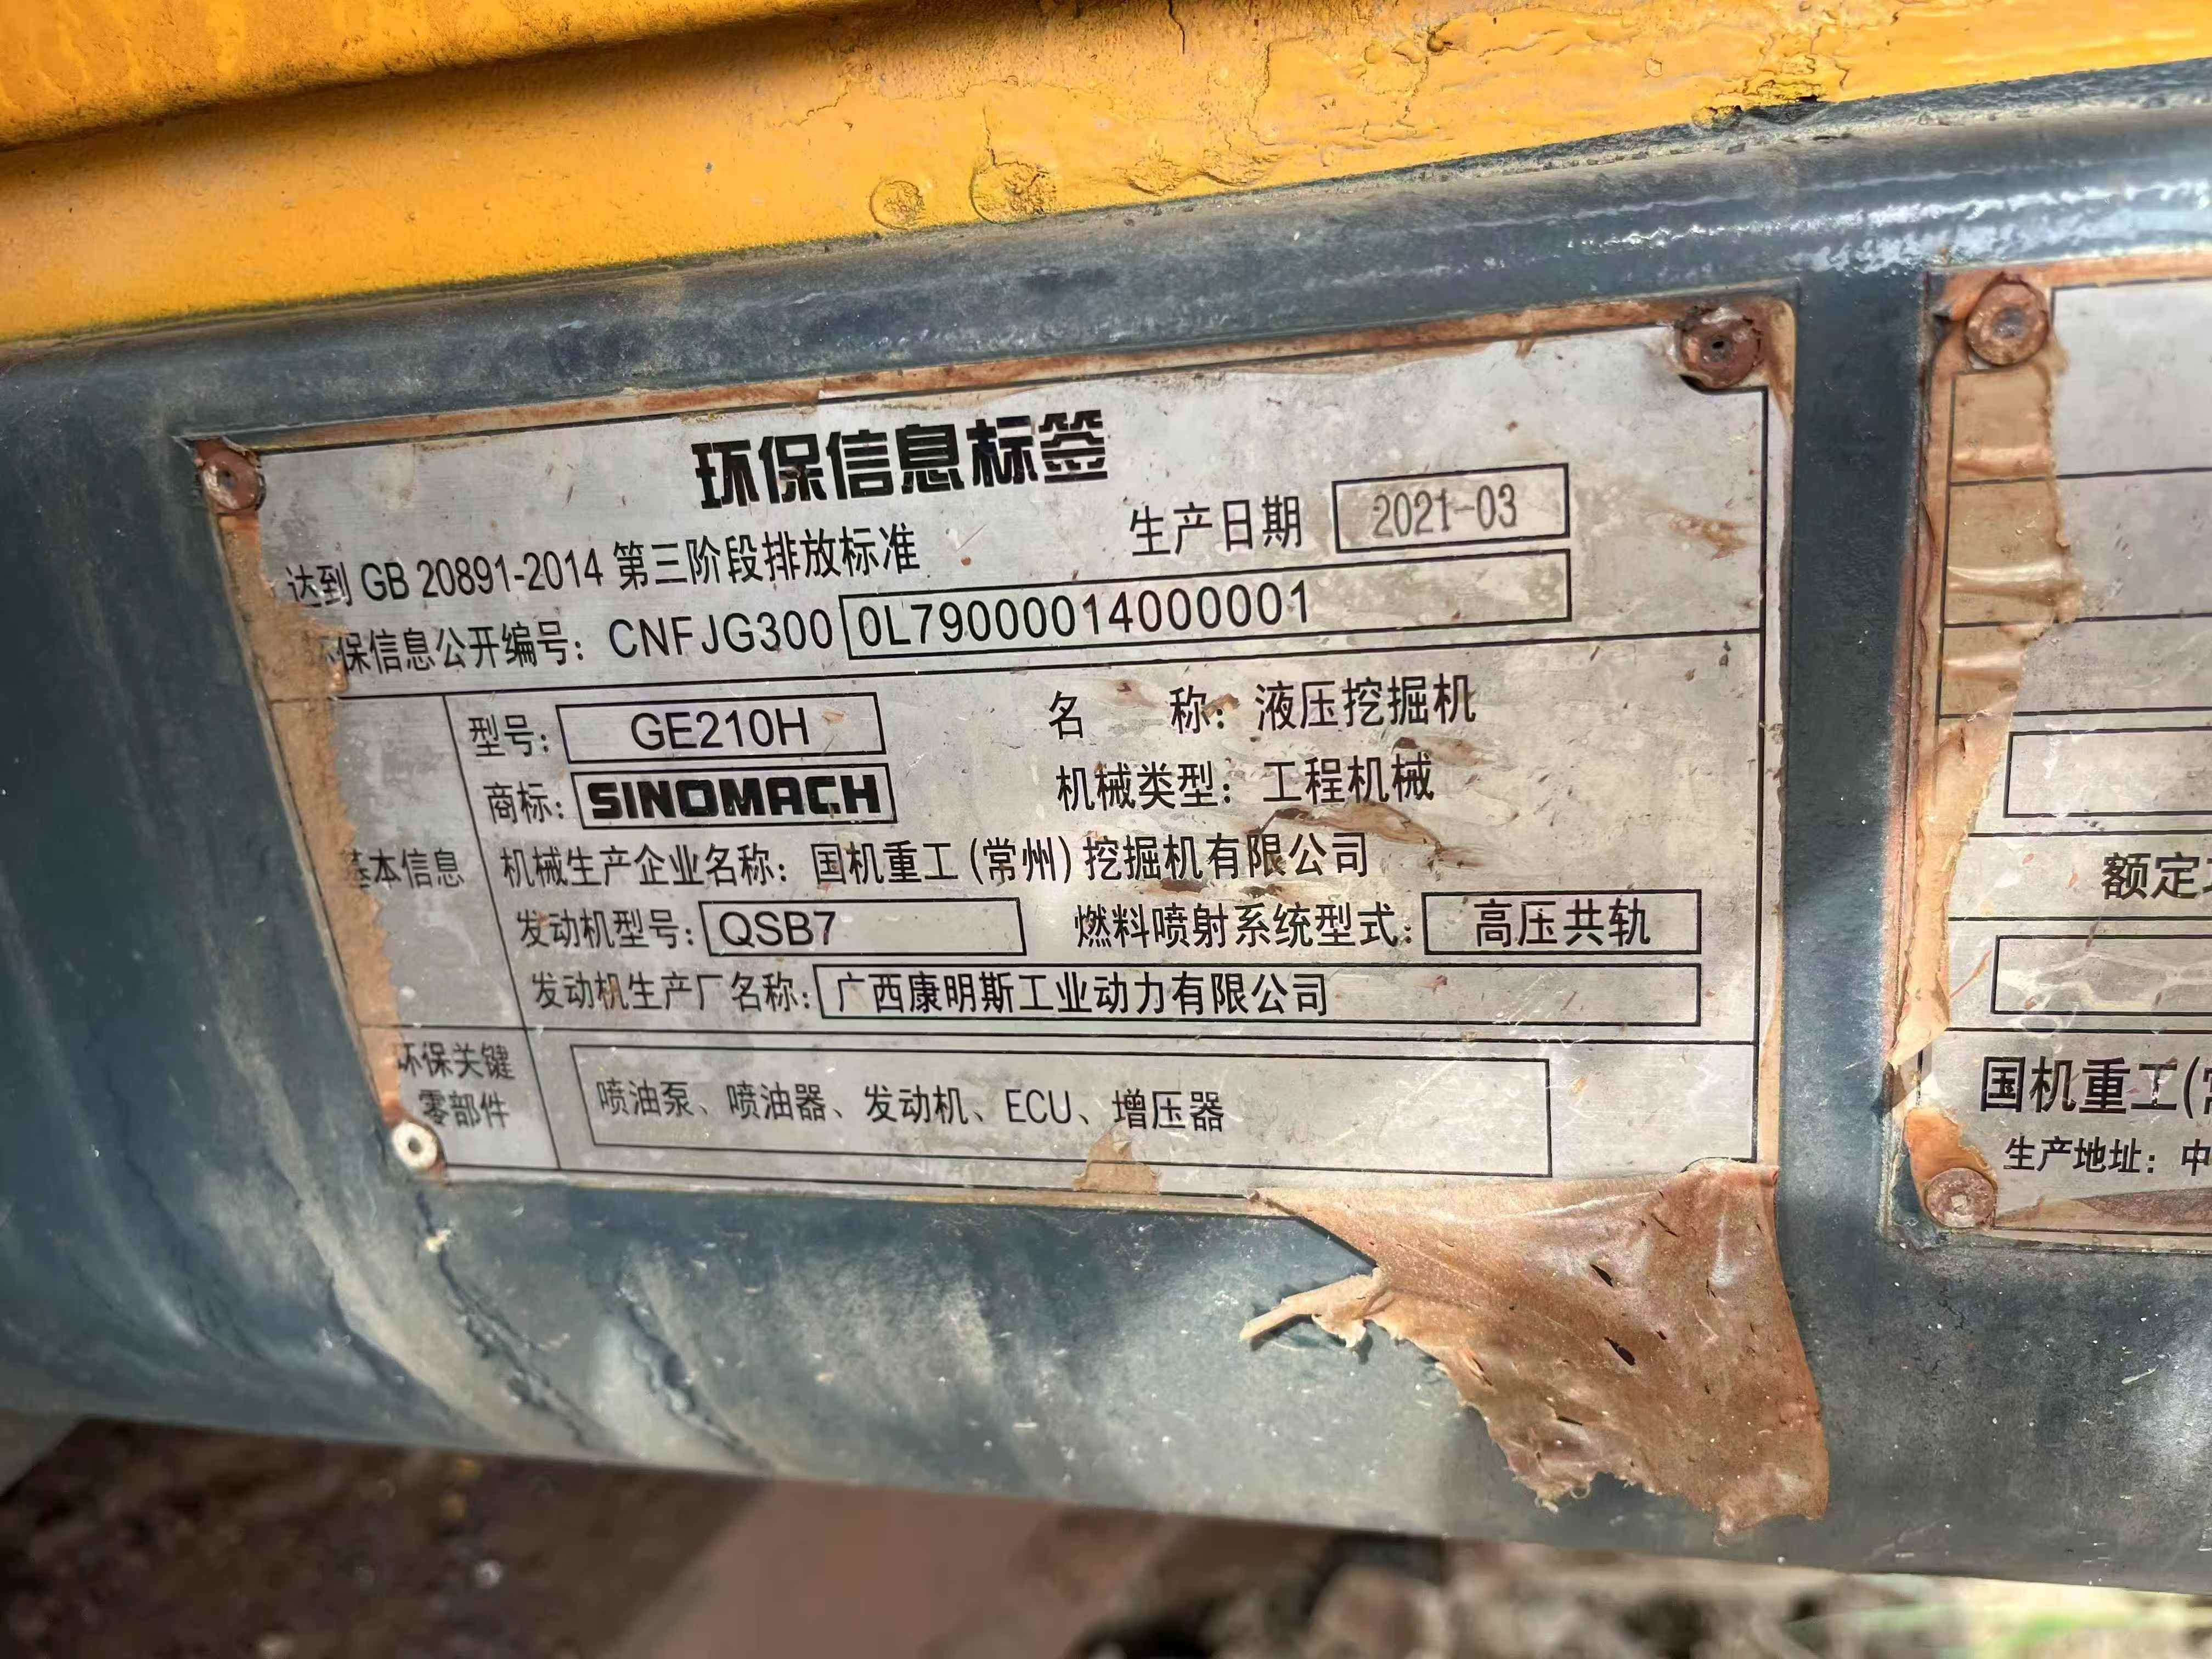 环保信息标签
生产日期 2021-03
达到 GB 20891-2014 第三阶段排放标准
保信息公开编号: CNFJG300 0L79000014000001
型号: GE210H 名 称: 液压挖掘机
商标: SINOMACH 机械类型: 工程机械
基本信息
机械生产企业名称: 国机重工(常州)挖掘机有限公司
发动机型号: QSB7 燃料喷射系统型式: 高压共轨
发动机生产厂名称: 广西康明斯工业动力有限公司
环保关键
零部件
喷油泵、喷油器、发动机、ECU、增压器
额定
国机重工(
生产地址: 中